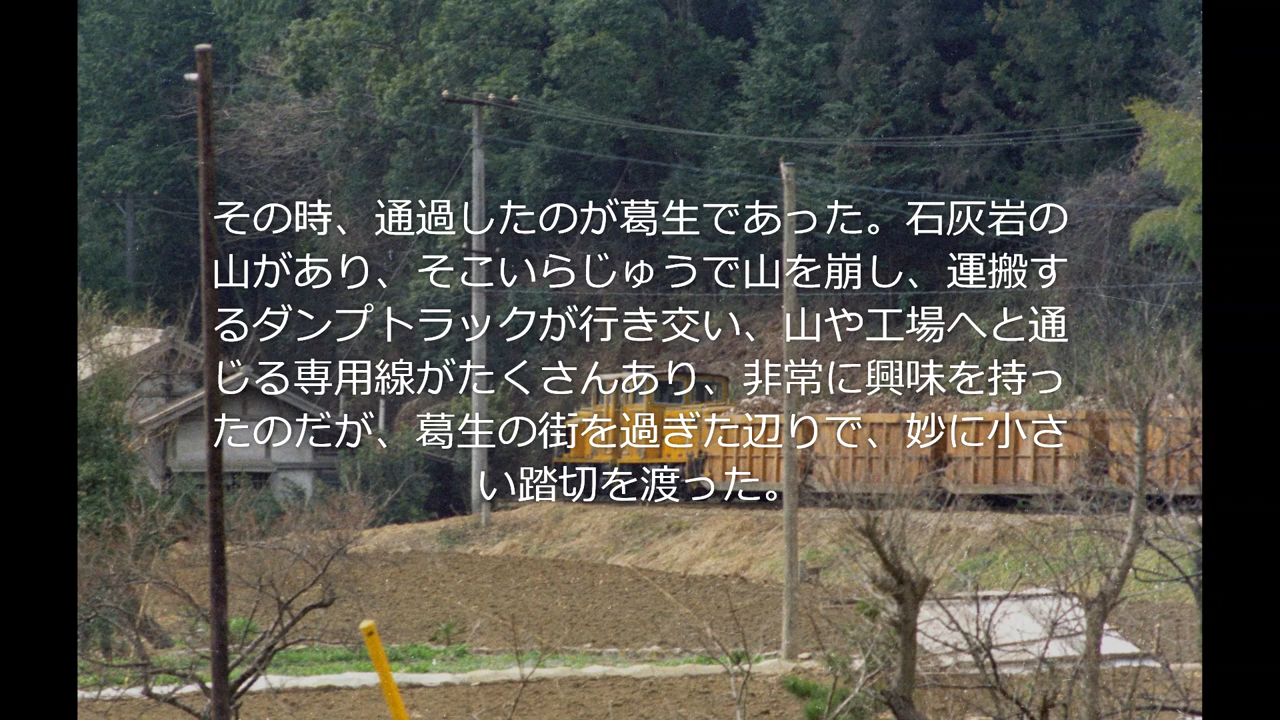 その時、通過したのが葛生であった。石灰岩の
山があり、そこいらじゅうで山を崩し、運搬す
るダンプトラックが行き交い、山や工場へと通
じる専用線がたくさんあり、非常に興味を持っ
たのだが、葛生の街を過ぎた辺りで、妙に小さ
い踏切を渡った。